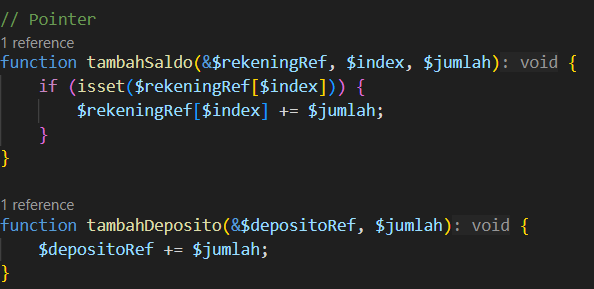 // Pointer
1 reference
function tambahSaldo(&$rekeningRef, $index, $jumlah): void {
if (isset($rekeningRef[$index])) {
$rekeningRef[$index] += $jumlah;
}
}
1 reference
function tambahDeposito(&$depositoRef, $jumlah): void {
$depositoRef += $jumlah;
}